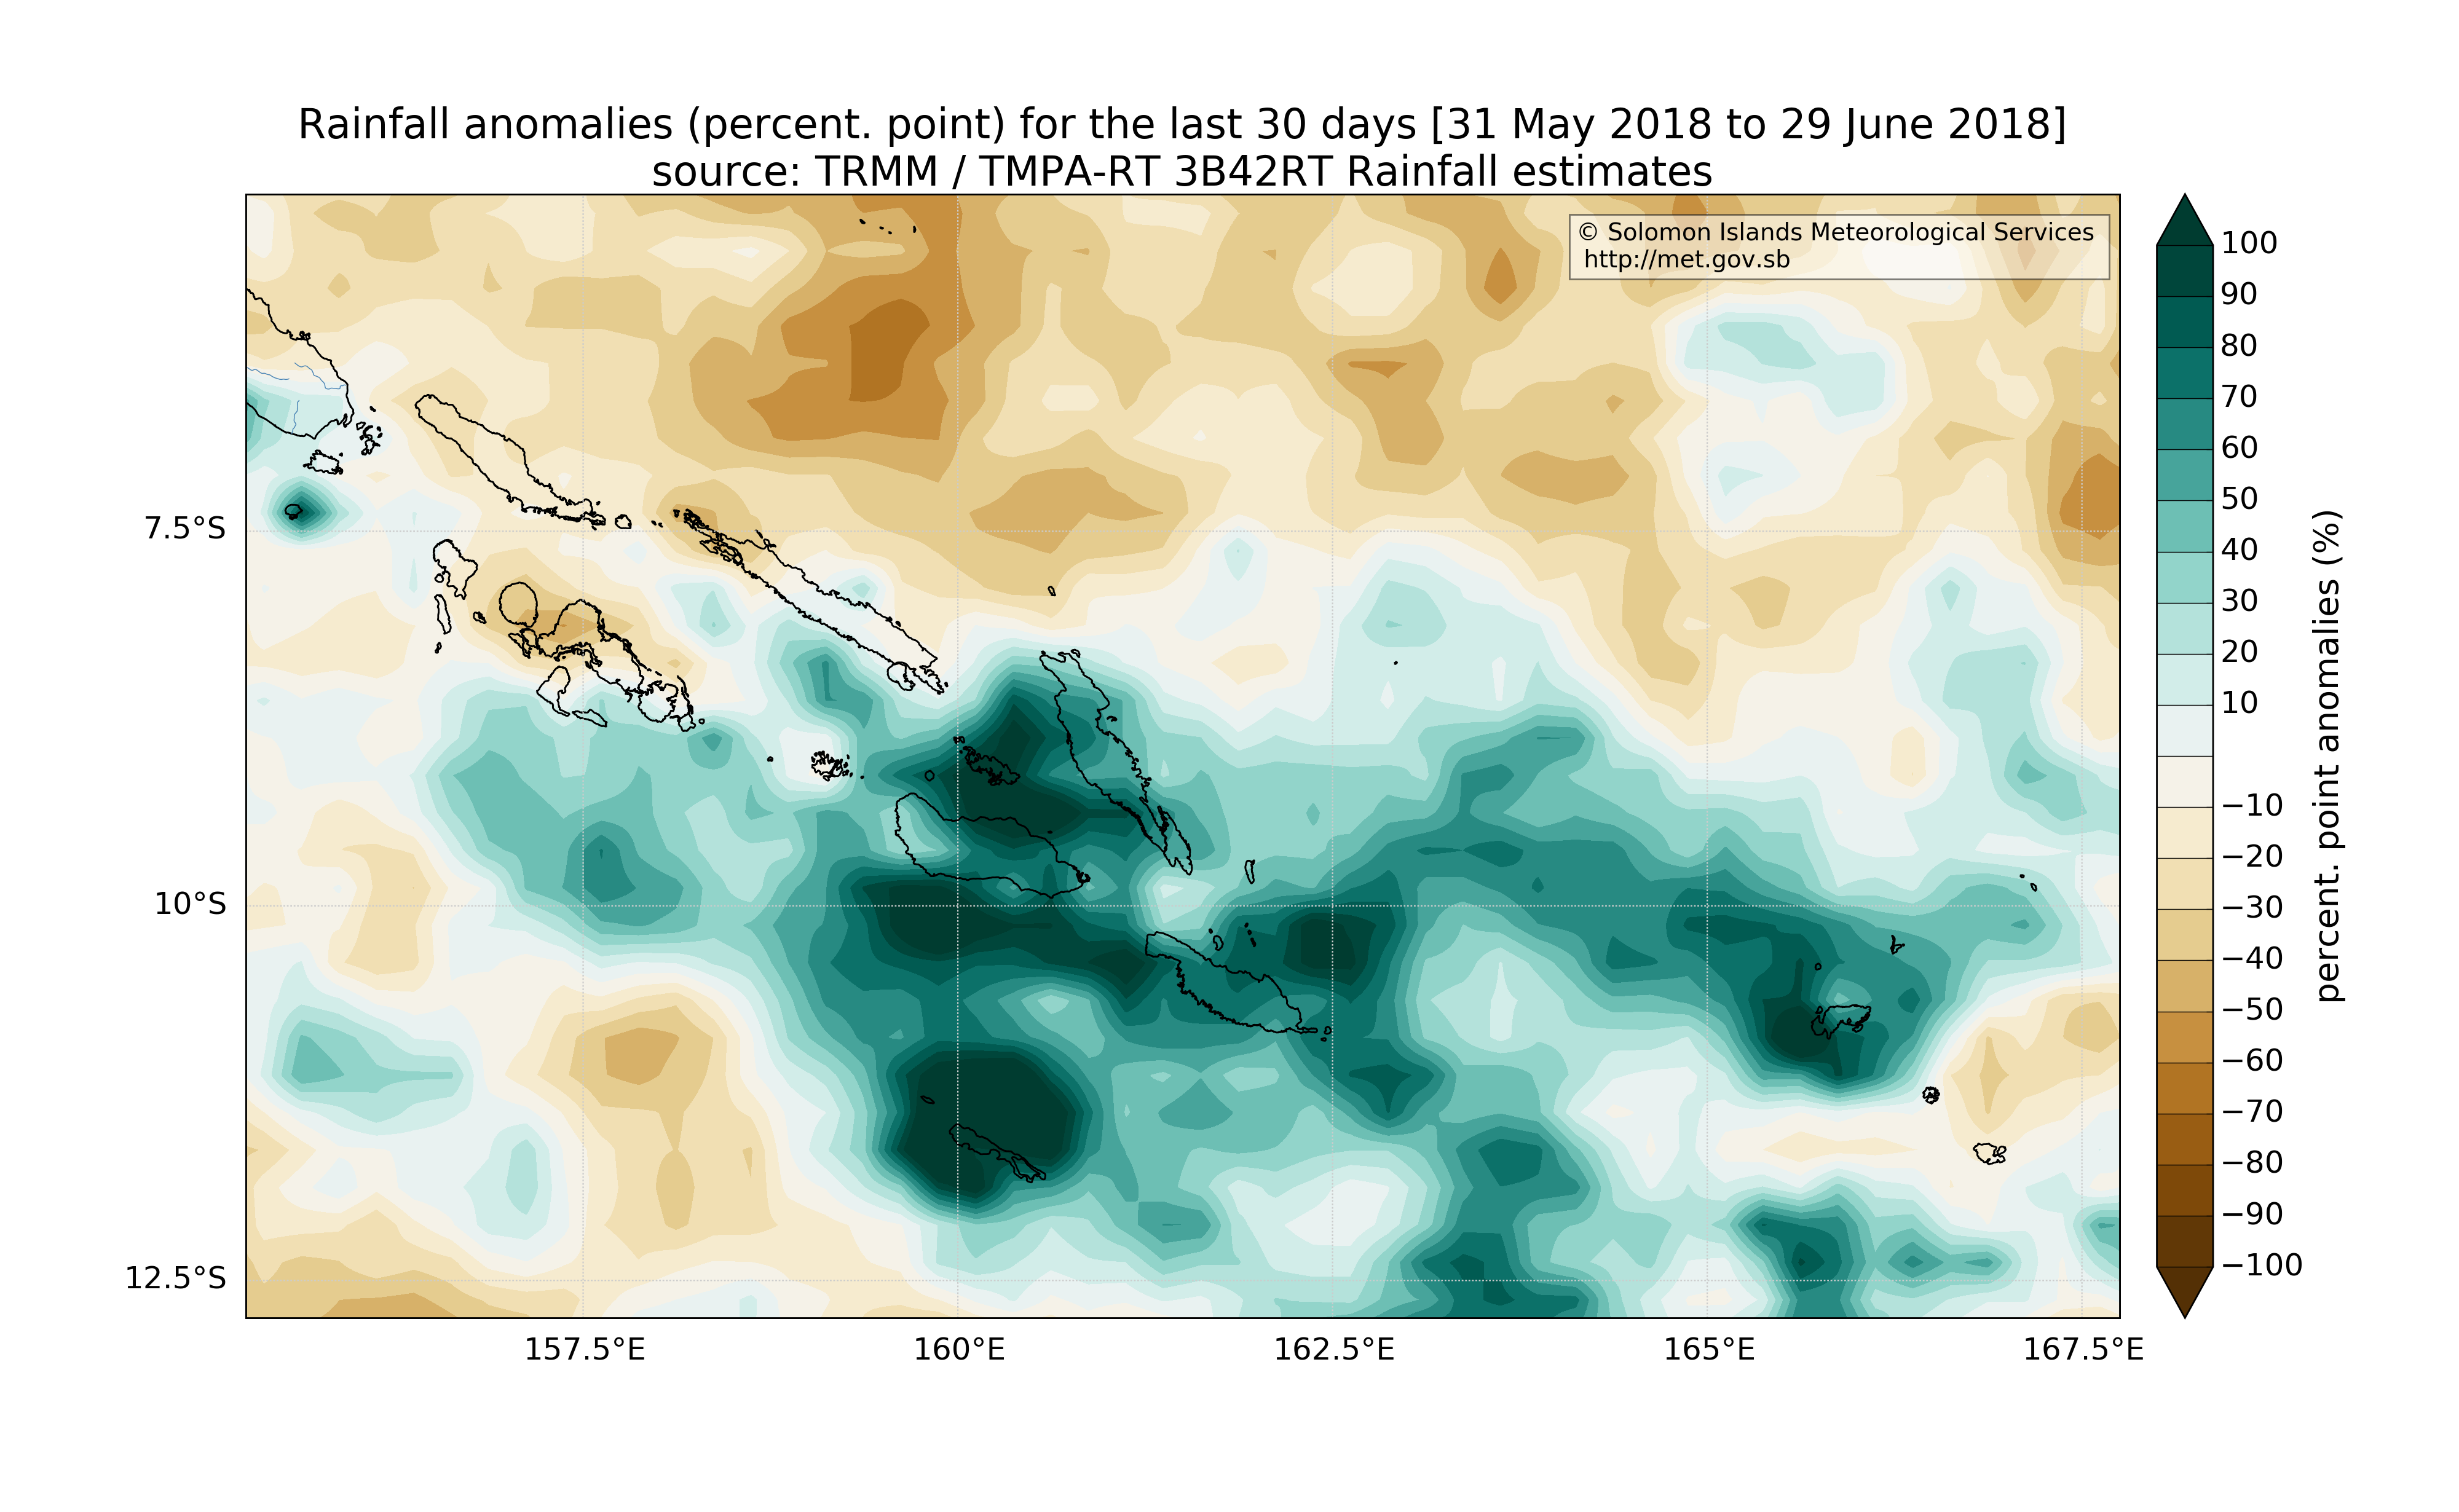 Rainfall anomalies (percent. point) for the last 30 days [31 May 2018 to 29 June 2018]
source: TRMM / TMPA-RT 3B42RT Rainfall estimates
© Solomon Islands Meteorological Services
http://met.gov.sb
7.5°S
10°S
12.5°S
157.5°E
160°E
162.5°E
165°E
167.5°E
100
90
80
70
60
50
40
30
20
10
−10
−20
−30
−40
−50
−60
−70
−80
−90
−100
percent. point anomalies (%)